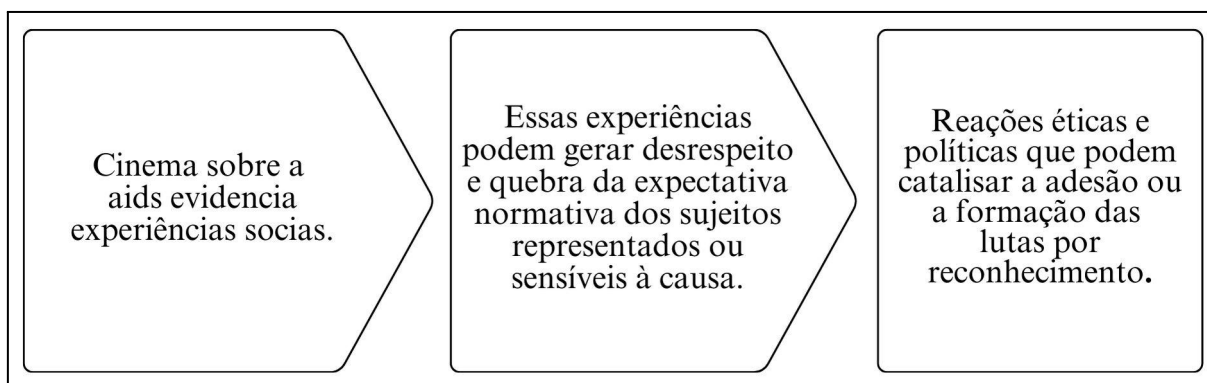 Cinema sobre a
aids evidencia
experiências socias.
Essas experiências
podem gerar desrespeito
e quebra da expectativa
normativa dos sujeitos
representados ou
sensíveis à causa.
Reações éticas e
políticas que podem
catalisar a adesão ou
a formação das
lutas por
reconhecimento.